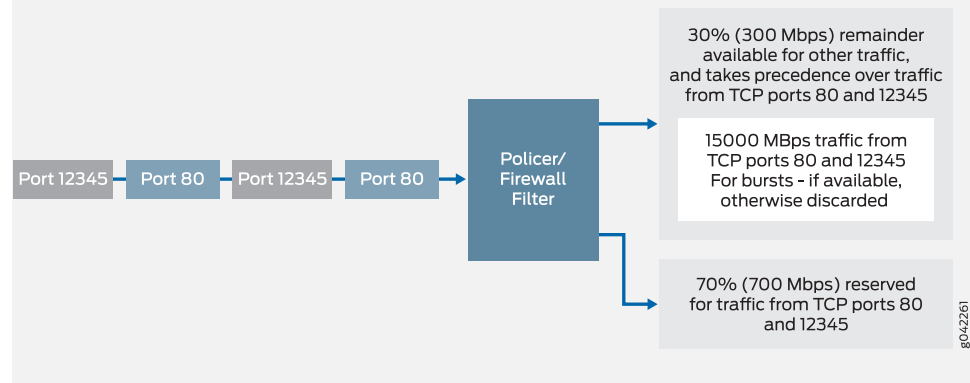 30% (300 Mbps) remainder
available for other traffic,
and takes precedence over traffic
from TCP ports 80 and 12345
15000 MBps traffic from
TCP ports 80 and 12345
For bursts - if available,
otherwise discarded
Port 12345
Port 80
Port 12345
Port 80
Policer/
Firewall
Filter
70% (700 Mbps) reserved
for traffic from TCP ports 80
and 12345
g042261